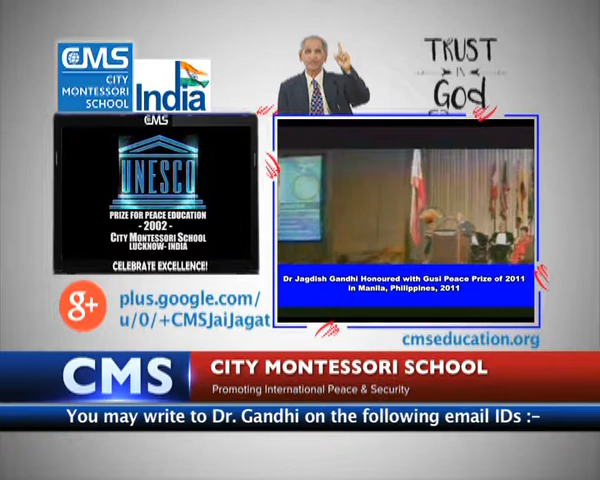 CMS
CITY
MONTESSORI
SCHOOL
India
TRUST
IN
God
CMS
UNESCO
PRIZE FOR PEACE EDUCATION
- 2002 -
CITY MONTESSORI SCHOOL
LUCKNOW- INDIA
CELEBRATE EXCELLENCE!
Dr Jagdish Gandhi Honoured with Gusi Peace Prize of 2011
in Manila, Philippines, 2011
g+
plus.google.com/
u/0/+CMSJaiJagat
cmseducation.org
CMS
CITY MONTESSORI SCHOOL
Promoting International Peace & Security
You may write to Dr. Gandhi on the following email IDs :-